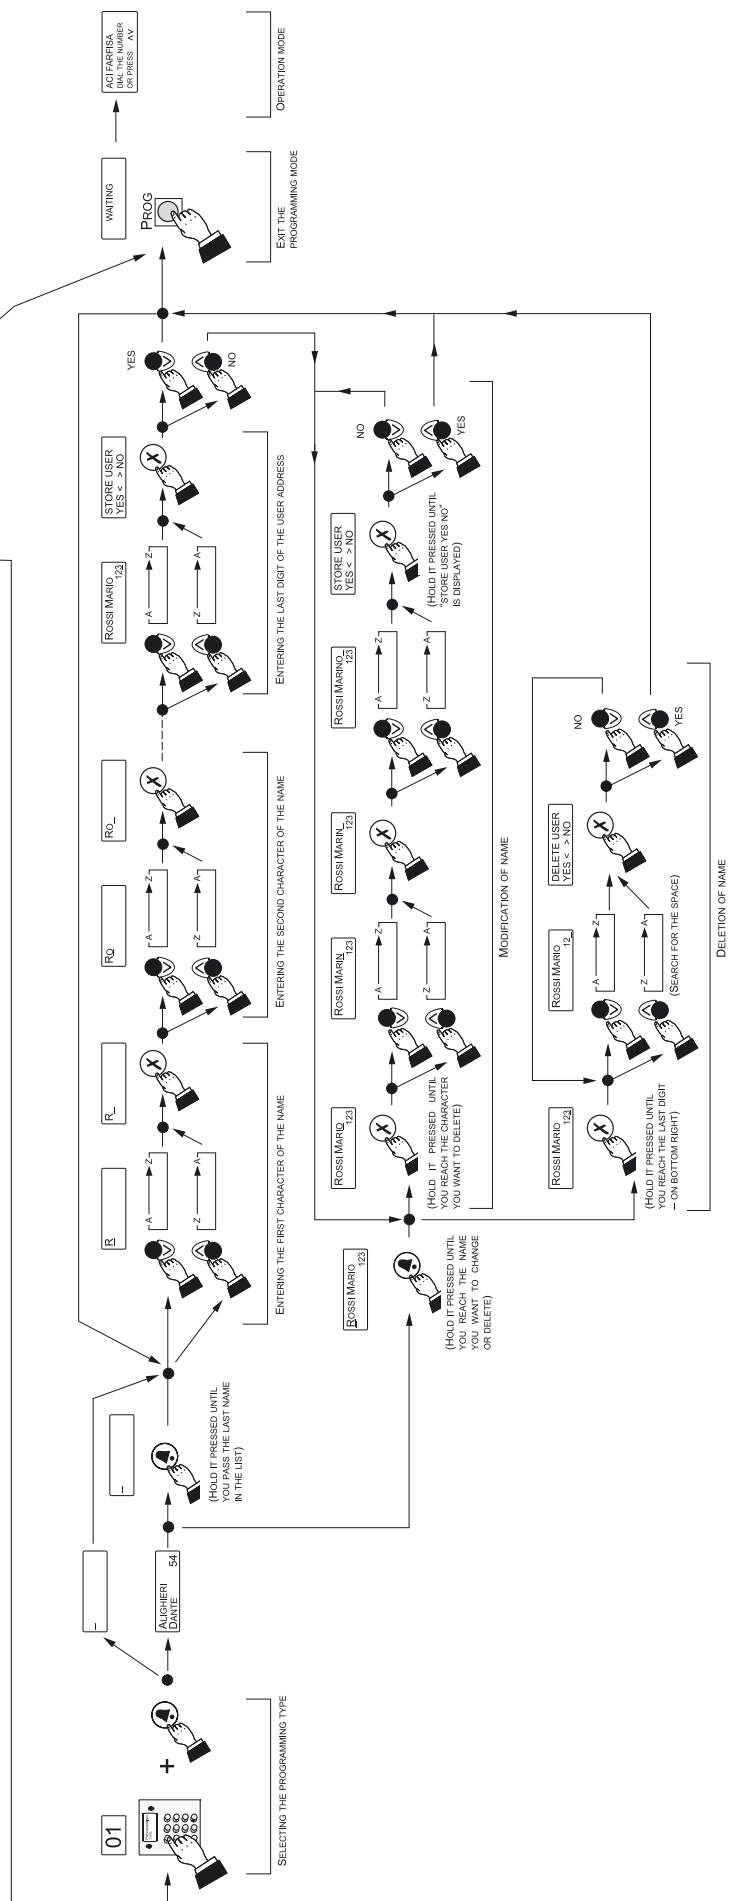 01
SELECTING THE PROGRAMMING TYPE
+
_
ALIGHIERI
DANTE 54
_
(HOLD IT PRESSED UNTIL
YOU PASS THE LAST NAME
IN THE LIST)
R
A Z
Z A
R_
ENTERING THE FIRST CHARACTER OF THE NAME
RO
A Z
Z A
RO_
ENTERING THE SECOND CHARACTER OF THE NAME
ROSSI MARIO
123
A Z
Z A
STORE USER
YES < > NO
ENTERING THE LAST DIGIT OF THE USER ADDRESS
YES
NO
PROG
WAITING
EXIT THE
PROGRAMMING MODE
ACI FARFISA
DIAL THE NUMBER
OR PRESS ΛV
OPERATION MODE
ROSSI MARIO
123
(HOLD IT PRESSED UNTIL
YOU REACH THE NAME
YOU WANT TO CHANGE
OR DELETE)
ROSSI MARIO
123
(HOLD IT PRESSED UNTIL
YOU REACH THE CHARACTER
YOU WANT TO DELETE)
ROSSI MARIN
123
A Z
Z A
ROSSI MARIN_
123
ROSSI MARINO_
123
A Z
Z A
STORE USER
YES < > NO
(HOLD IT PRESSED UNTIL
"STORE USER YES NO"
IS DISPLAYED)
NO
YES
MODIFICATION OF NAME
ROSSI MARIO
123
(HOLD IT PRESSED UNTIL
YOU REACH THE LAST DIGIT
– ON BOTTOM RIGHT)
ROSSI MARIO
12_
A Z
Z A
(SEARCH FOR THE SPACE)
DELETE USER
YES < > NO
NO
YES
DELETION OF NAME